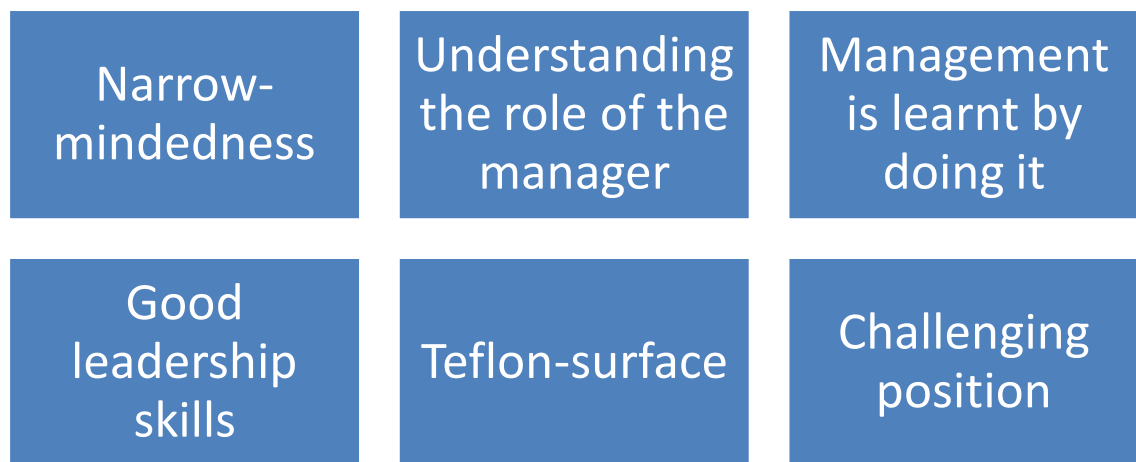 Narrow-
mindedness
Understanding
the role of the
manager
Management
is learnt by
doing it
Good
leadership
skills
Teflon-surface
Challenging
position